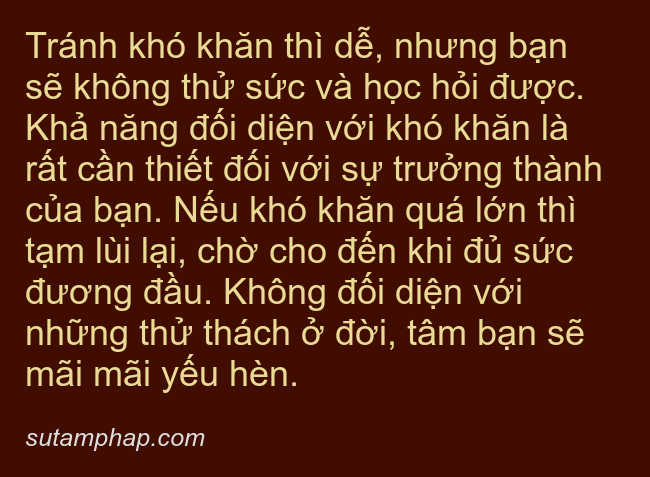 Tránh khó khăn thì dễ, nhưng bạn
sẽ không thử sức và học hỏi được.
Khả năng đối diện với khó khăn là
rất cần thiết đối với sự trưởng thành
của bạn. Nếu khó khăn quá lớn thì
tạm lùi lại, chờ cho đến khi đủ sức
đương đầu. Không đối diện với
những thử thách ở đời, tâm bạn sẽ
mãi mãi yếu hèn.
sutamphap.com